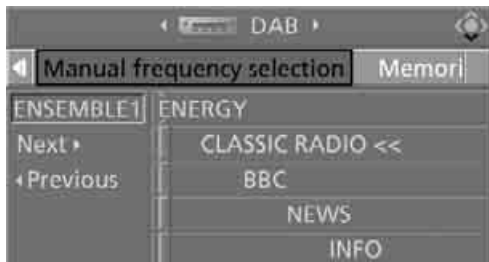 DAB
Manual frequency selection Memori
ENSEMBLE1 ENERGY
Next CLASSIC RADIO <<
Previous BBC
NEWS
INFO